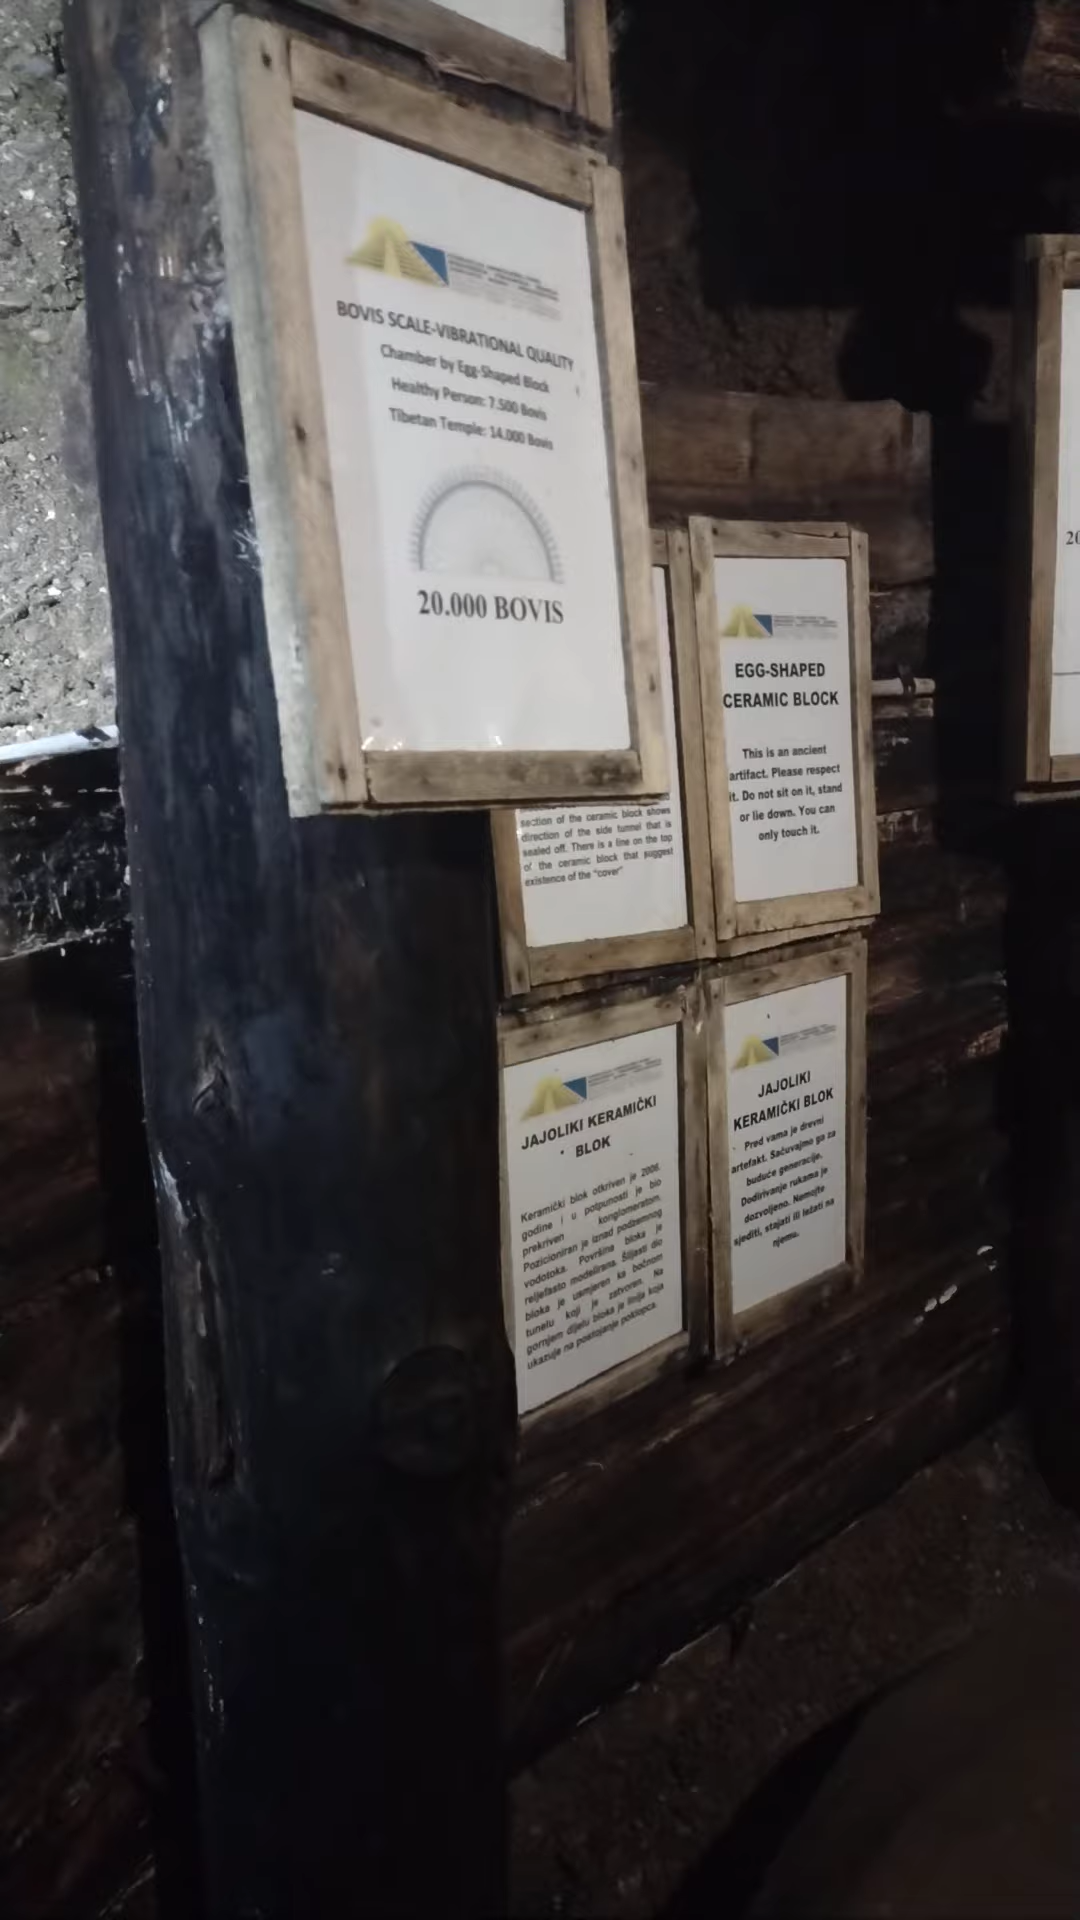 BOVIS SCALE-VIBRATIONAL QUALITY
Chamber by Egg-Shaped Block
Healthy Person: 7.500 Bovis
Tibetan Temple: 14.000 Bovis
20.000 BOVIS
section of the ceramic block shows
direction of the side tunnel that is
sealed off. There is a line on the top
of the ceramic block that suggest
existence of the "cover"
EGG-SHAPED
CERAMIC BLOCK
This is an ancient
artifact. Please respect
it. Do not sit on it, stand
or lie down. You can
only touch it.
JAJOLIKI KERAMIČKI
BLOK
Keramički blok otkriven je 2006.
godine i u potpunosti je bio
prekriven konglomeratom.
Pozicioniran je iznad podzemnog
vodotoka. Površina bloka je
reljefasto modelirana. Šiljasti dio
bloka je usmjeren ka bočnom
tunelu koji je zatvoren. Na
gornjem dijelu bloka je linija koja
ukazuje na postojanje poklopca.
JAJOLIKI
KERAMIČKI BLOK
Pred vama je drevni
artefakt. Sačuvajmo ga za
buduće generacije.
Dodirivanje rukama je
dozvoljeno. Nemojte
sjediti, stajati ili ležati na
njemu.
20